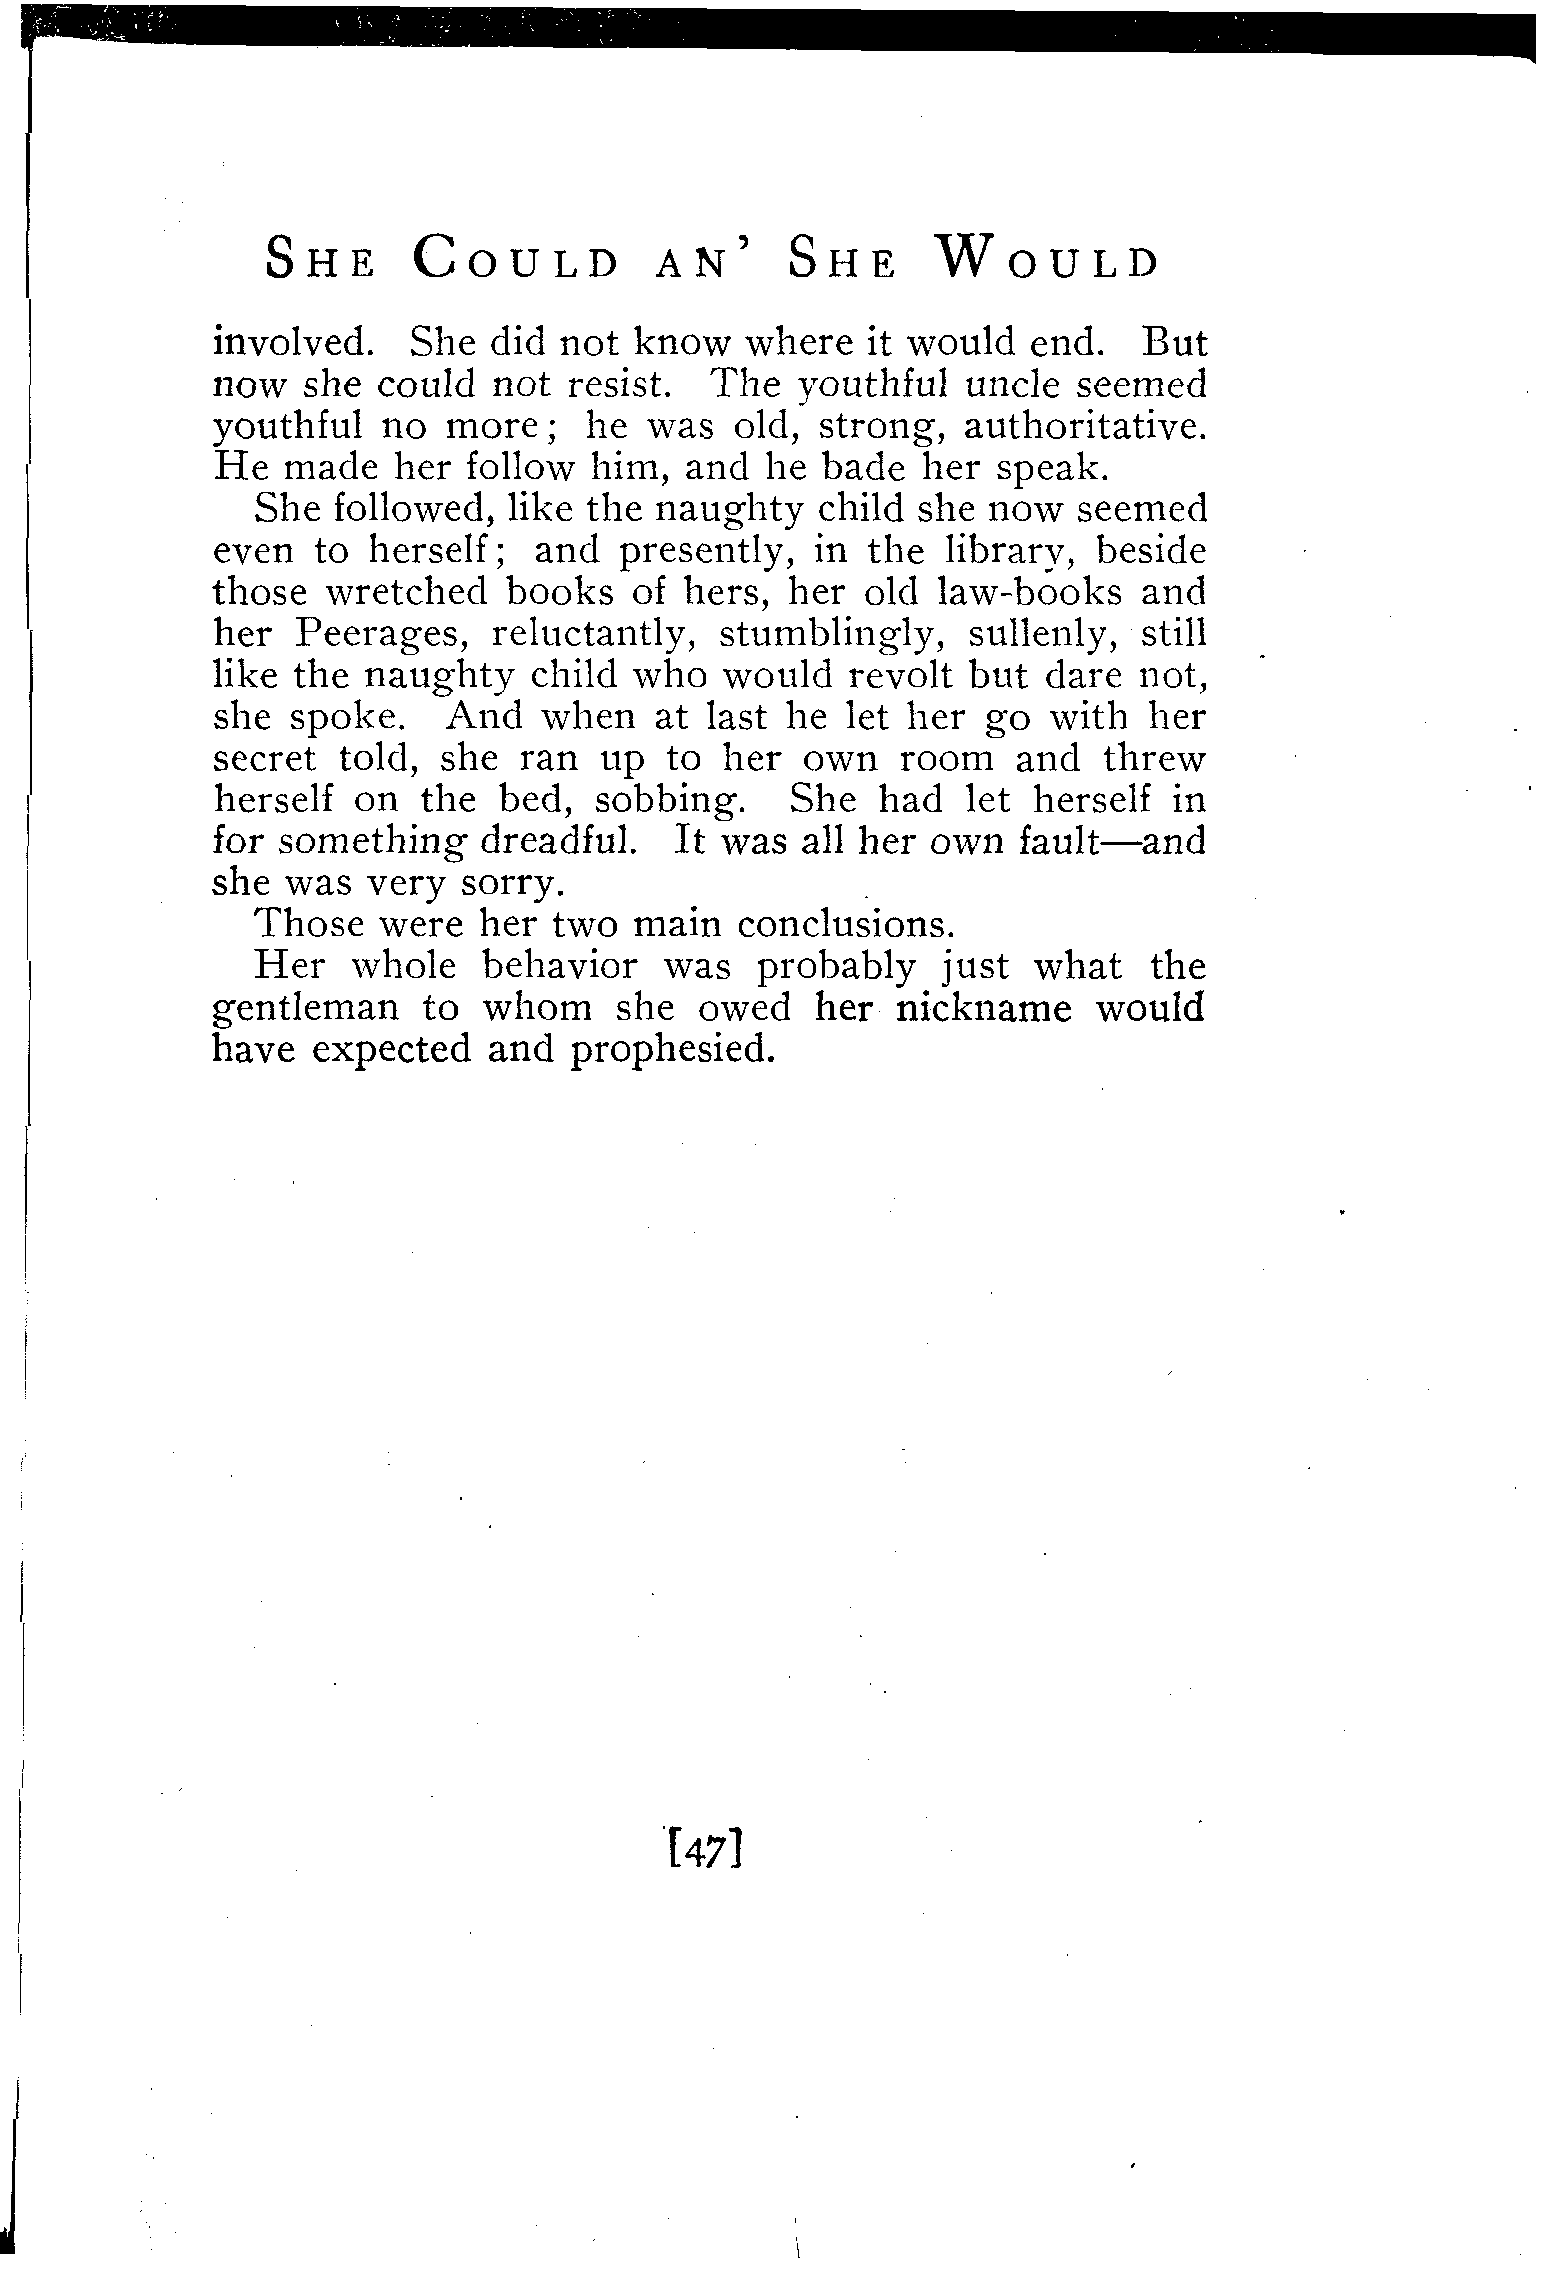 She Could an' She Would
involved. She did not know where it would end. But
now she could not resist. The youthful uncle seemed
youthful no more; he was old, strong, authoritative.
He made her follow him, and he bade her speak.
She followed, like the naughty child she now seemed
even to herself; and presently, in the library, beside
those wretched books of hers, her old law-books and
her Peerages, reluctantly, stumblingly, sullenly, still
like the naughty child who would revolt but dare not,
she spoke. And when at last he let her go with her
secret told, she ran up to her own room and threw
herself on the bed, sobbing. She had let herself in
for something dreadful. It was all her own fault—and
she was very sorry.
Those were her two main conclusions.
Her whole behavior was probably just what the
gentleman to whom she owed her nickname would
have expected and prophesied.
[47]